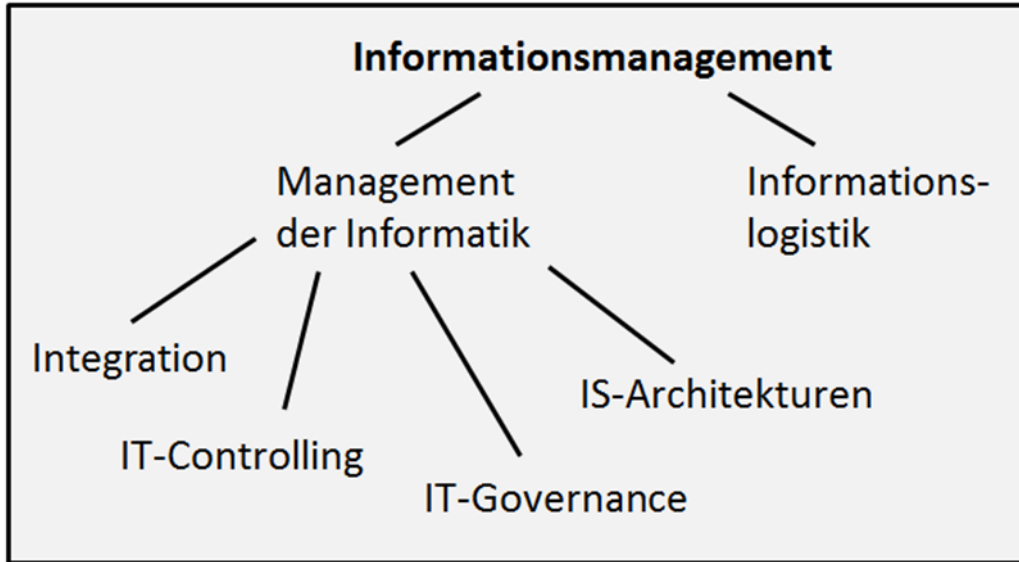 Informationsmanagement
Management
der Informatik
Informations-
logistik
Integration
IS-Architekturen
IT-Controlling
IT-Governance